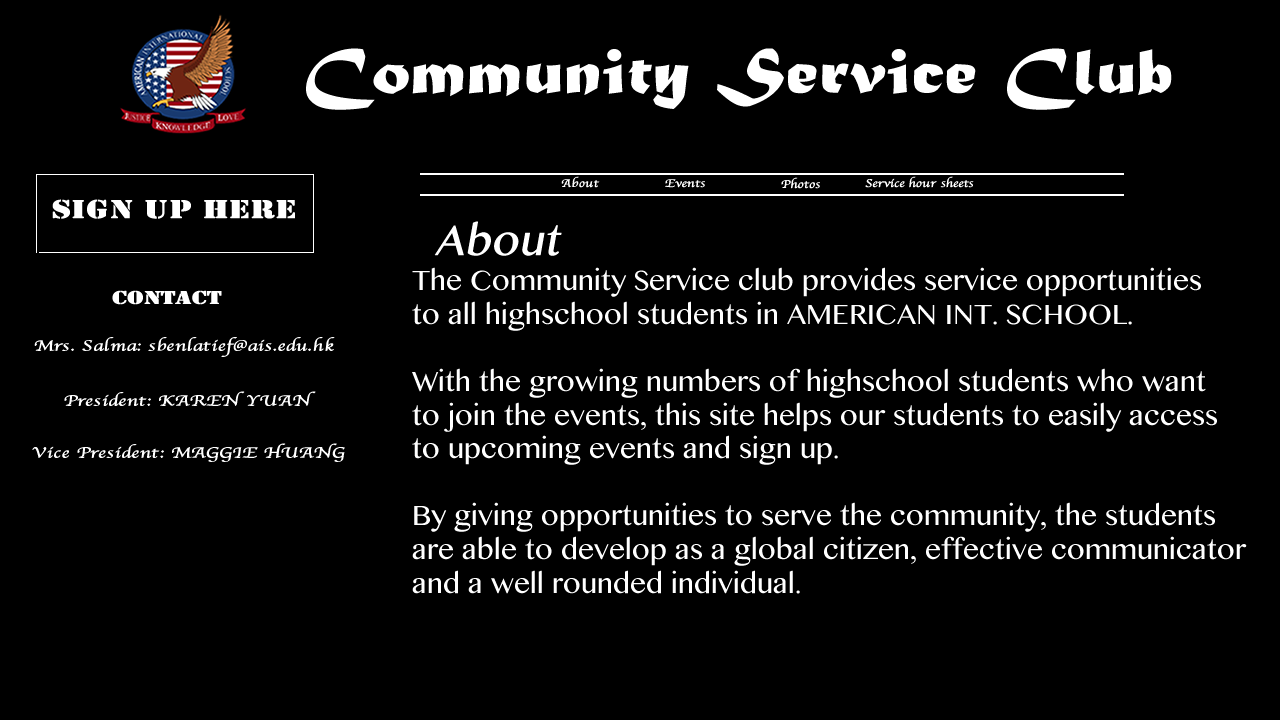 AMERICAN INTERNATIONAL SCHOOL
JUSTICE KNOWLEDGE LOVE
Community Service Club
SIGN UP HERE
CONTACT
Mrs. Salma: sbenlatief@ais.edu.hk
President: KAREN YUAN
Vice President: MAGGIE HUANG
About Events Photos Service hour sheets
About
The Community Service club provides service opportunities
to all highschool students in AMERICAN INT. SCHOOL.
With the growing numbers of highschool students who want
to join the events, this site helps our students to easily access
to upcoming events and sign up.
By giving opportunities to serve the community, the students
are able to develop as a global citizen, effective communicator
and a well rounded individual.